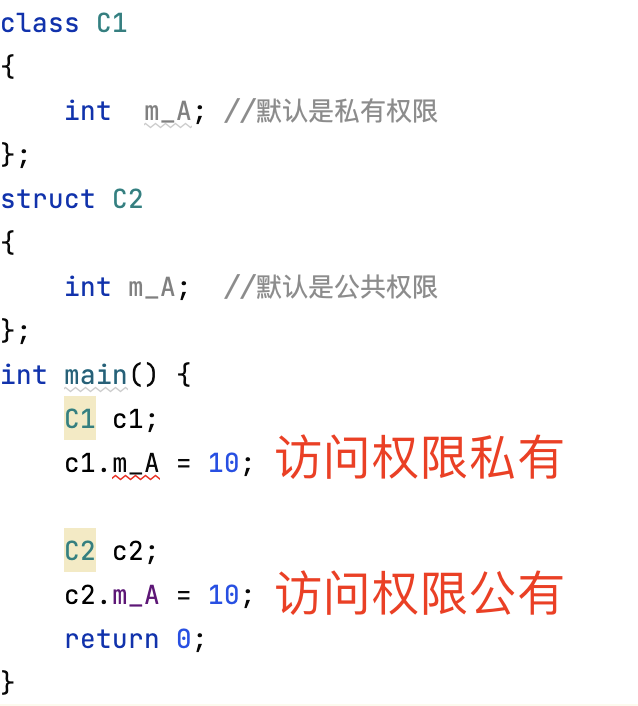 class C1
{
    int  m_A; //默认是私有权限
};
struct C2
{
    int m_A;  //默认是公共权限
};
int main() {
    C1 c1;
    c1.m_A = 10; 访问权限私有

    C2 c2;
    c2.m_A = 10; 访问权限公有
    return 0;
}